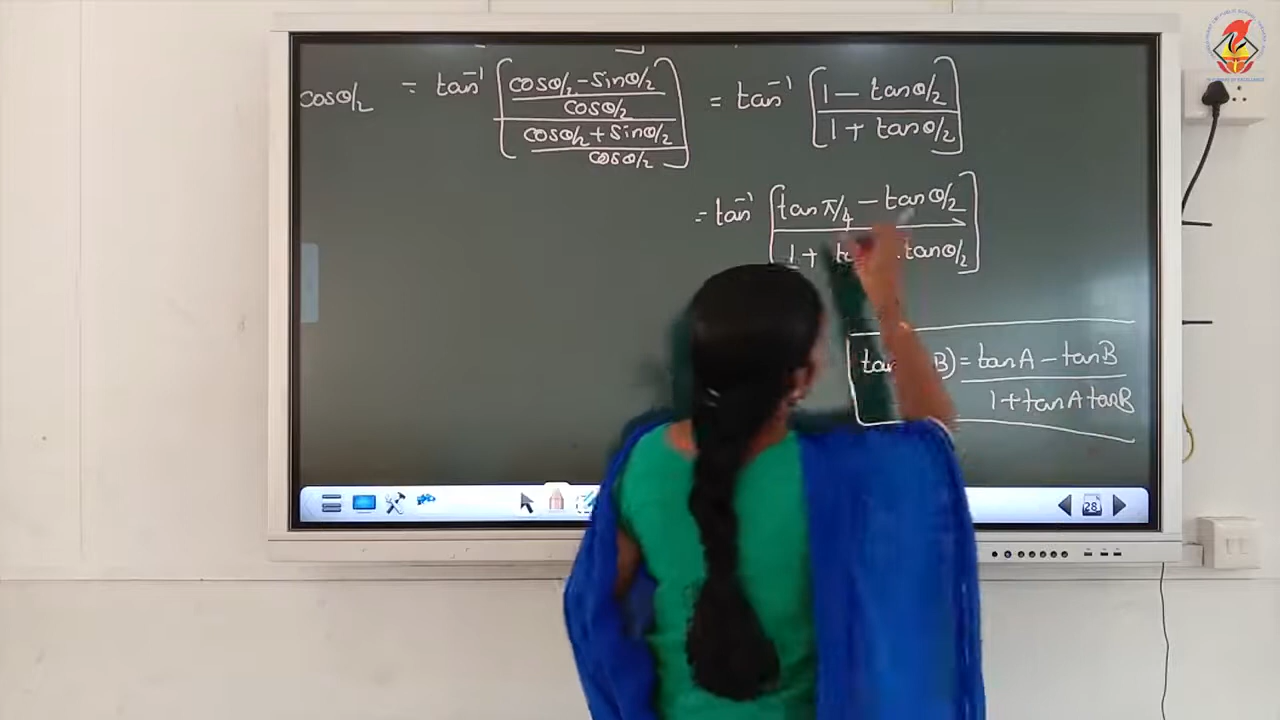 cosθ/2 = tan⁻¹ [ (cosθ/2 - sinθ/2)/cosθ/2 / (cosθ/2 + sinθ/2)/cosθ/2 ] = tan⁻¹ [ (1 - tanθ/2) / (1 + tanθ/2) ]
= tan⁻¹ [ (tan π/4 - tanθ/2) / (1 + . tanθ/2) ]
B) = (tanA - tanB) / (1 + tanA tanB)
28